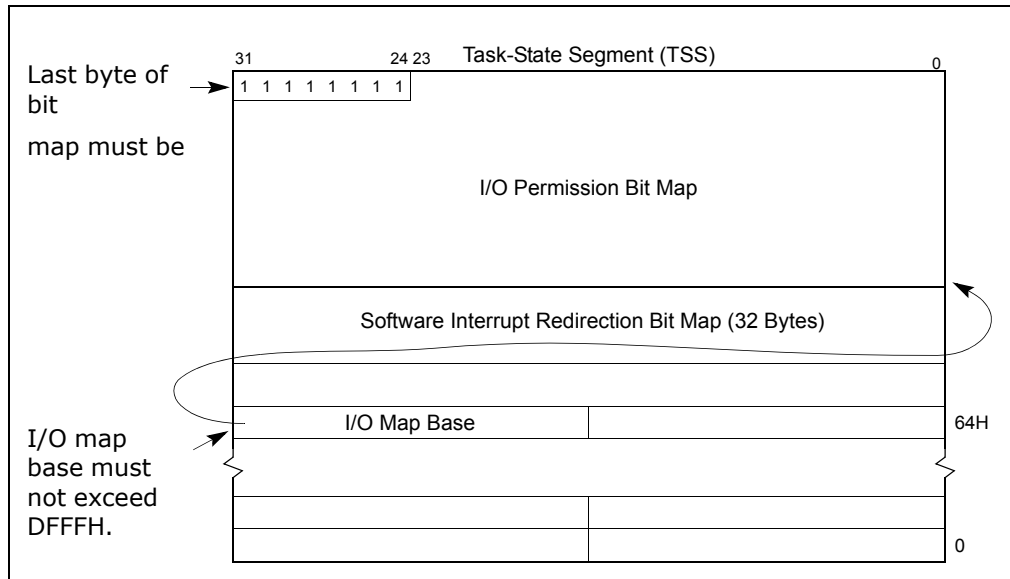 31 24 23 Task-State Segment (TSS) 0
Last byte of
bit
map must be
1 1 1 1 1 1 1 1
I/O Permission Bit Map
Software Interrupt Redirection Bit Map (32 Bytes)
I/O Map Base
64H
I/O map
base must
not exceed
DFFFH.
0